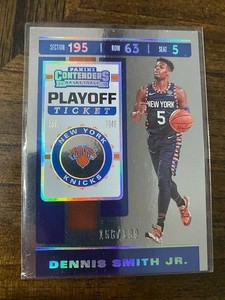 SECTION 195 ROW 63 SEAT 5
PANINI
CONTENDERS
BASKETBALL
PLAYOFF
TICKET
NEW YORK
KNICKS
NEW YORK
5
DENNIS SMITH JR.